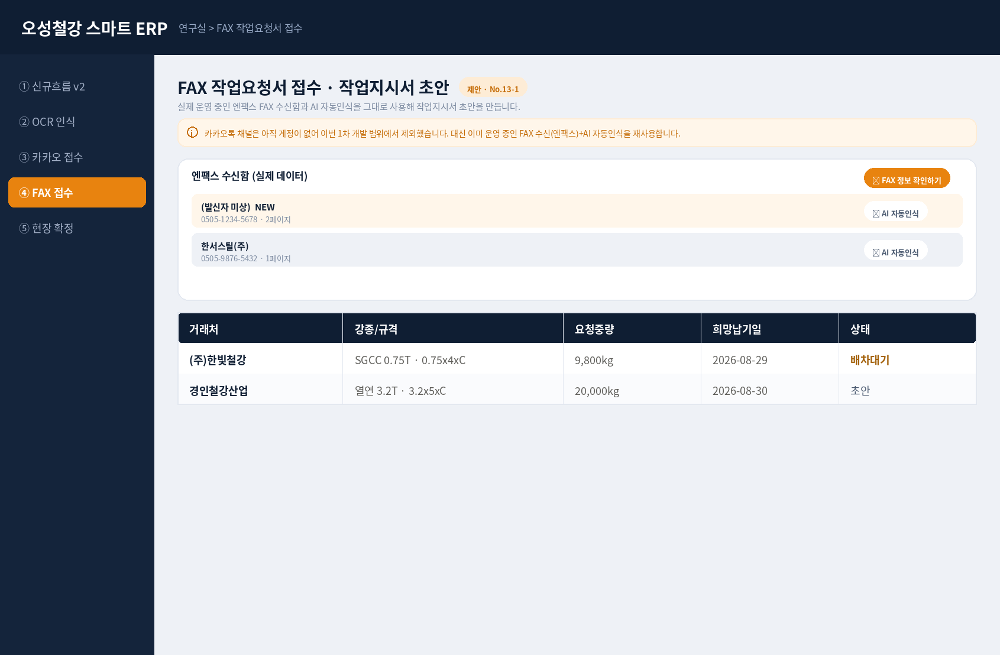 오성철강 스마트 ERP 연구실 > FAX 작업요청서 접수
① 신규흐름 v2
② OCR 인식
③ 카카오 접수
④ FAX 접수
⑤ 현장 확정
FAX 작업요청서 접수 · 작업지시서 초안 제안 · No.13-1
실제 운영 중인 엔팩스 FAX 수신함과 AI 자동인식을 그대로 사용해 작업지시서 초안을 만듭니다.
카카오톡 채널은 아직 계정이 없어 이번 1차 개발 범위에서 제외했습니다. 대신 이미 운영 중인 FAX 수신(엔팩스)+AI 자동인식을 재사용합니다.
엔팩스 수신함 (실제 데이터) FAX 정보 확인하기
(발신자 미상) NEW
0505-1234-5678 · 2페이지
AI 자동인식
한서스틸(주)
0505-9876-5432 · 1페이지
AI 자동인식
거래처 강종/규격 요청중량 희망납기일 상태
(주)한빛철강 SGCC 0.75T · 0.75x4xC 9,800kg 2026-08-29 배차대기
경인철강산업 열연 3.2T · 3.2x5xC 20,000kg 2026-08-30 초안